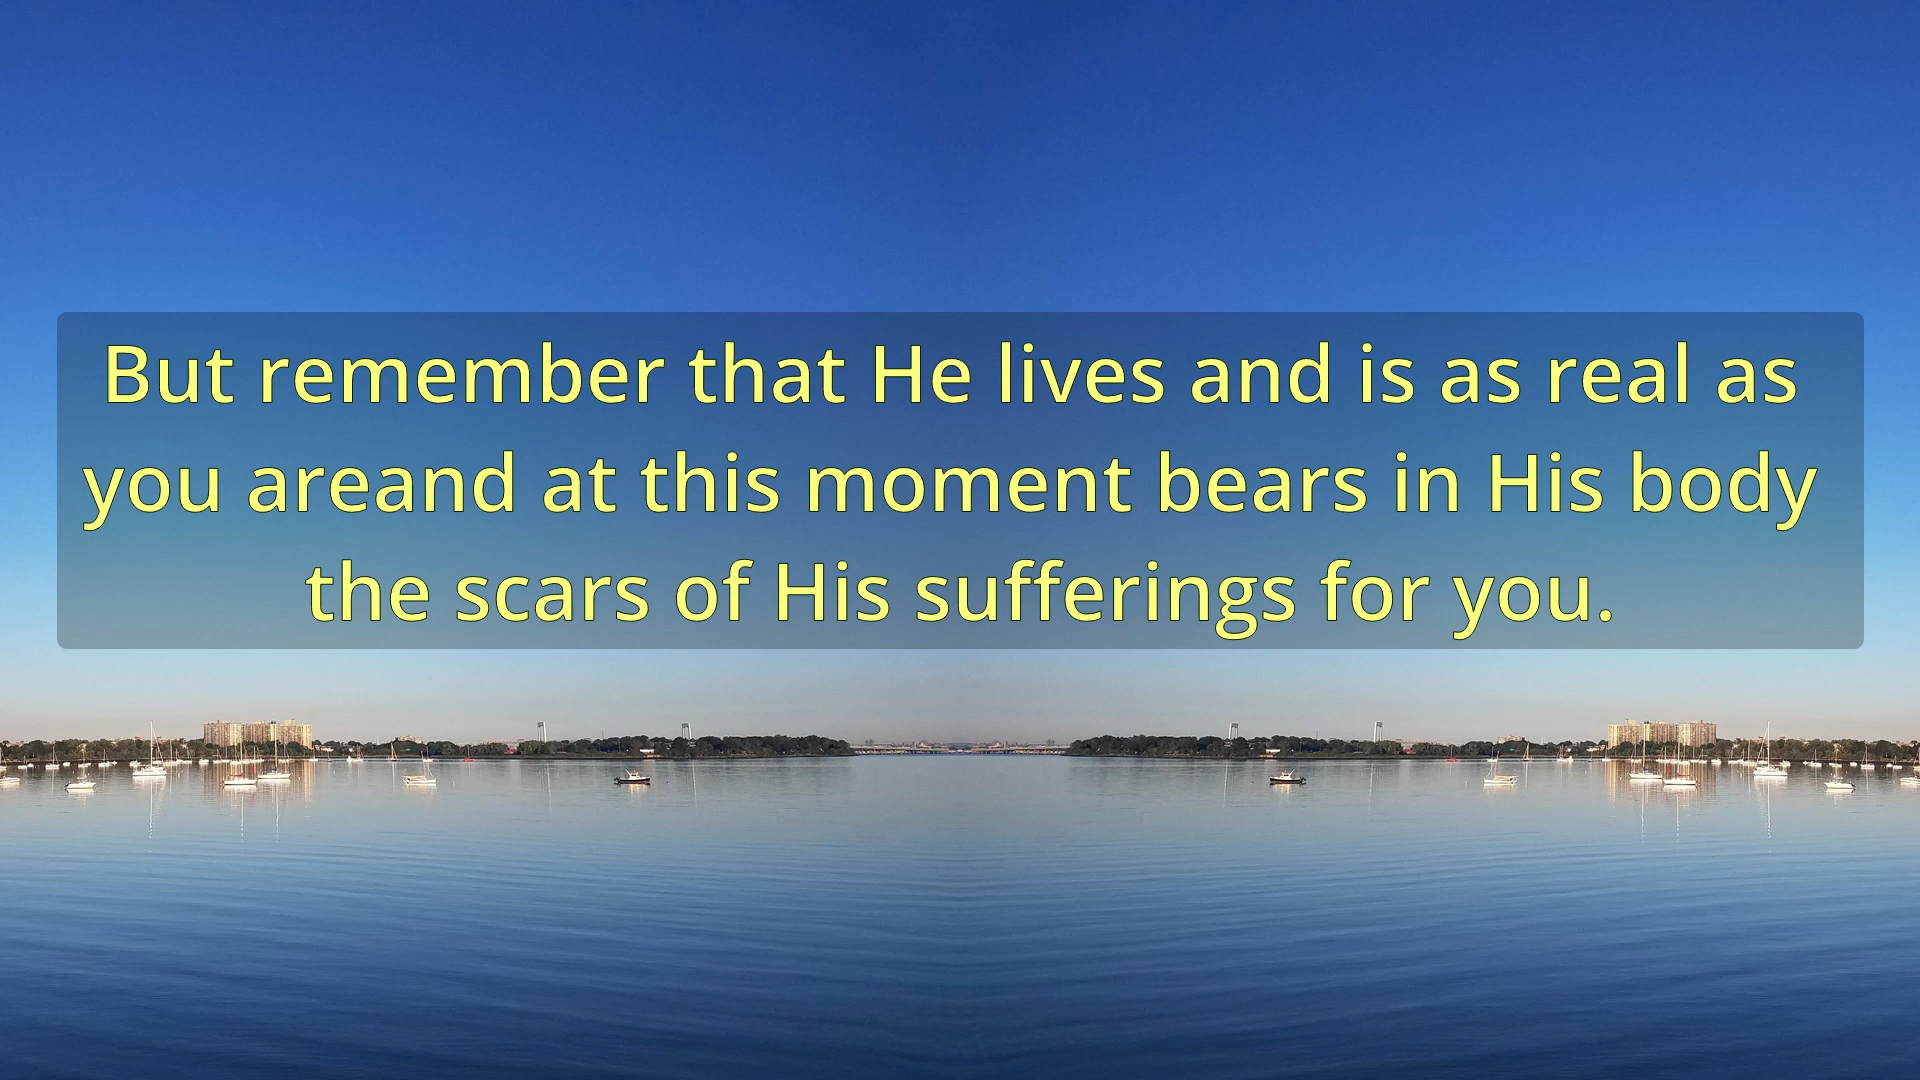 But remember that He lives and is as real as
you areand at this moment bears in His body
the scars of His sufferings for you.